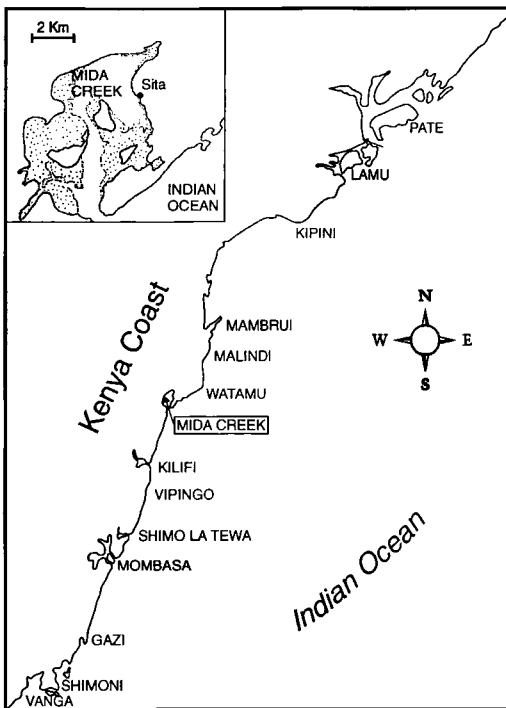 2 Km
MIDA
CREEK
Sita
INDIAN
OCEAN
PATE
LAMU
KIPINI
Kenya Coast
MAMBRUI
MALINDI
WATAMU
MIDA CREEK
N
W
E
S
KILIFI
VIPINGO
SHIMO LA TEWA
MOMBASA
Indian Ocean
GAZI
SHIMONI
VANGA